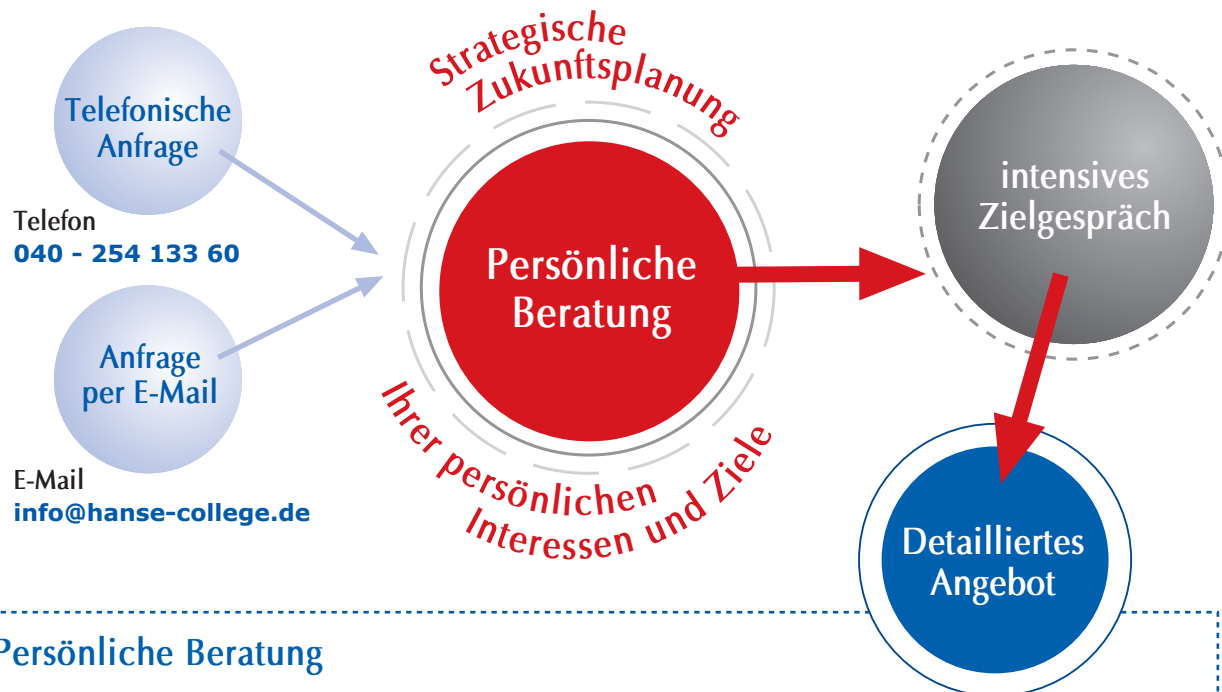 Telefonische
Anfrage
Telefon
040 - 254 133 60
Anfrage
per E-Mail
E-Mail
info@hanse-college.de
Strategische
Zukunftsplanung
Persönliche
Beratung
Ihrer persönlichen
Interessen und Ziele
intensives
Zielgespräch
Detailliertes
Angebot
Persönliche Beratung